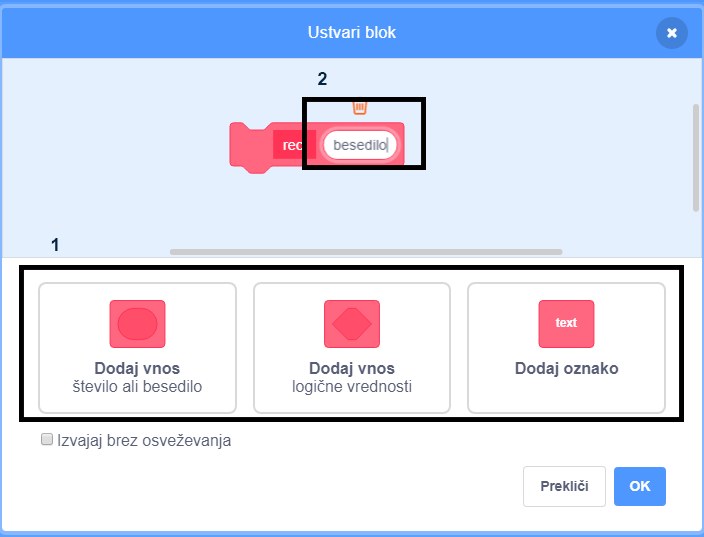 Ustvari blok
2
rec
besedilo
1
text
Dodaj vnos
število ali besedilo
Dodaj vnos
logične vrednosti
Dodaj oznako
Izvajaj brez osveževanja
Prekliči
OK